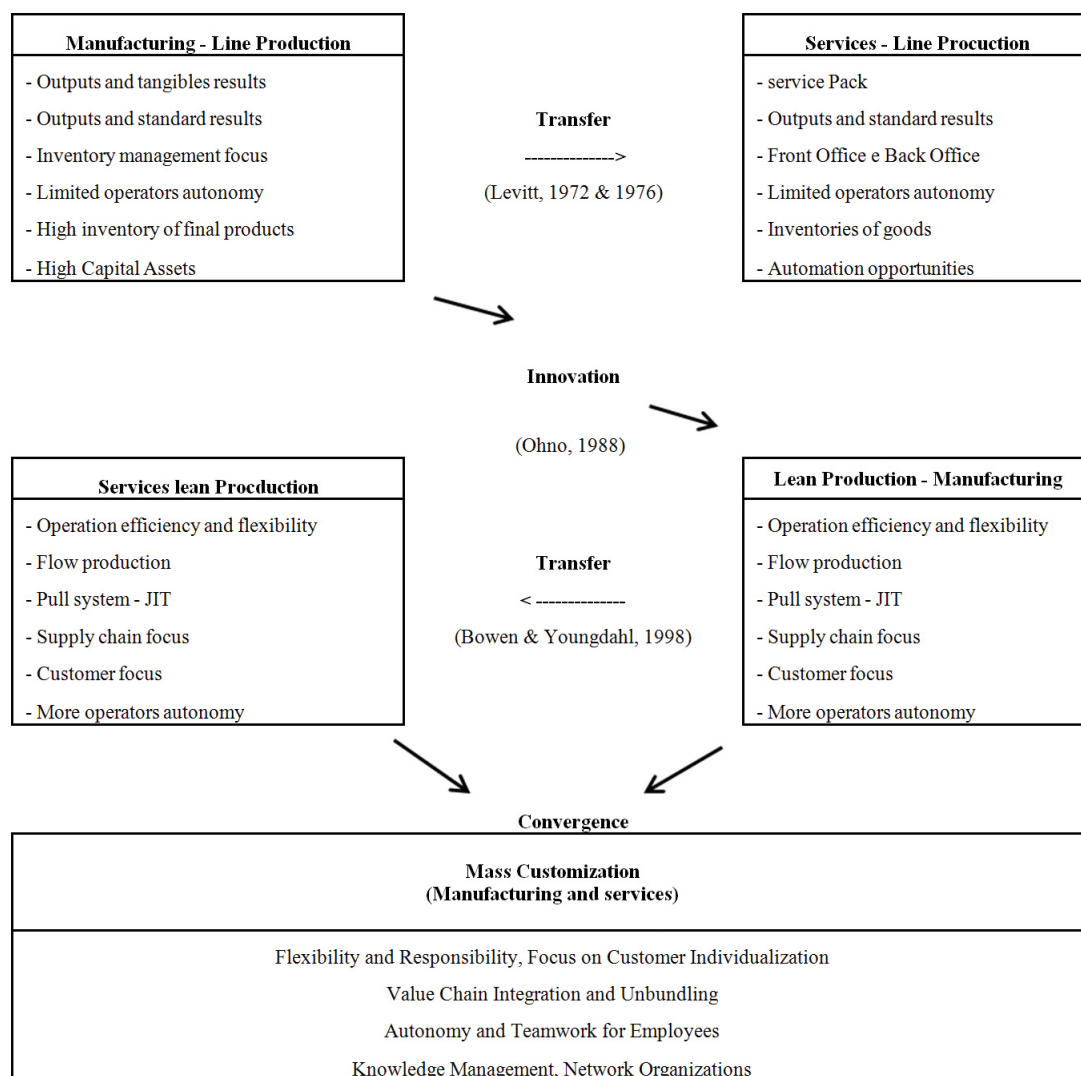 Manufacturing - Line Production
- Outputs and tangibles results
- Outputs and standard results
- Inventory management focus
- Limited operators autonomy
- High inventory of final products
- High Capital Assets
Transfer
-------------->
(Levitt, 1972 & 1976)
Services - Line Procuction
- service Pack
- Outputs and standard results
- Front Office e Back Office
- Limited operators autonomy
- Inventories of goods
- Automation opportunities
Innovation
(Ohno, 1988)
Services lean Procduction
- Operation efficiency and flexibility
- Flow production
- Pull system - JIT
- Supply chain focus
- Customer focus
- More operators autonomy
Transfer
< --------------
(Bowen & Youngdahl, 1998)
Lean Production - Manufacturing
- Operation efficiency and flexibility
- Flow production
- Pull system - JIT
- Supply chain focus
- Customer focus
- More operators autonomy
Convergence
Mass Customization
(Manufacturing and services)
Flexibility and Responsibility, Focus on Customer Individualization
Value Chain Integration and Unbundling
Autonomy and Teamwork for Employees
Knowledge Management, Network Organizations